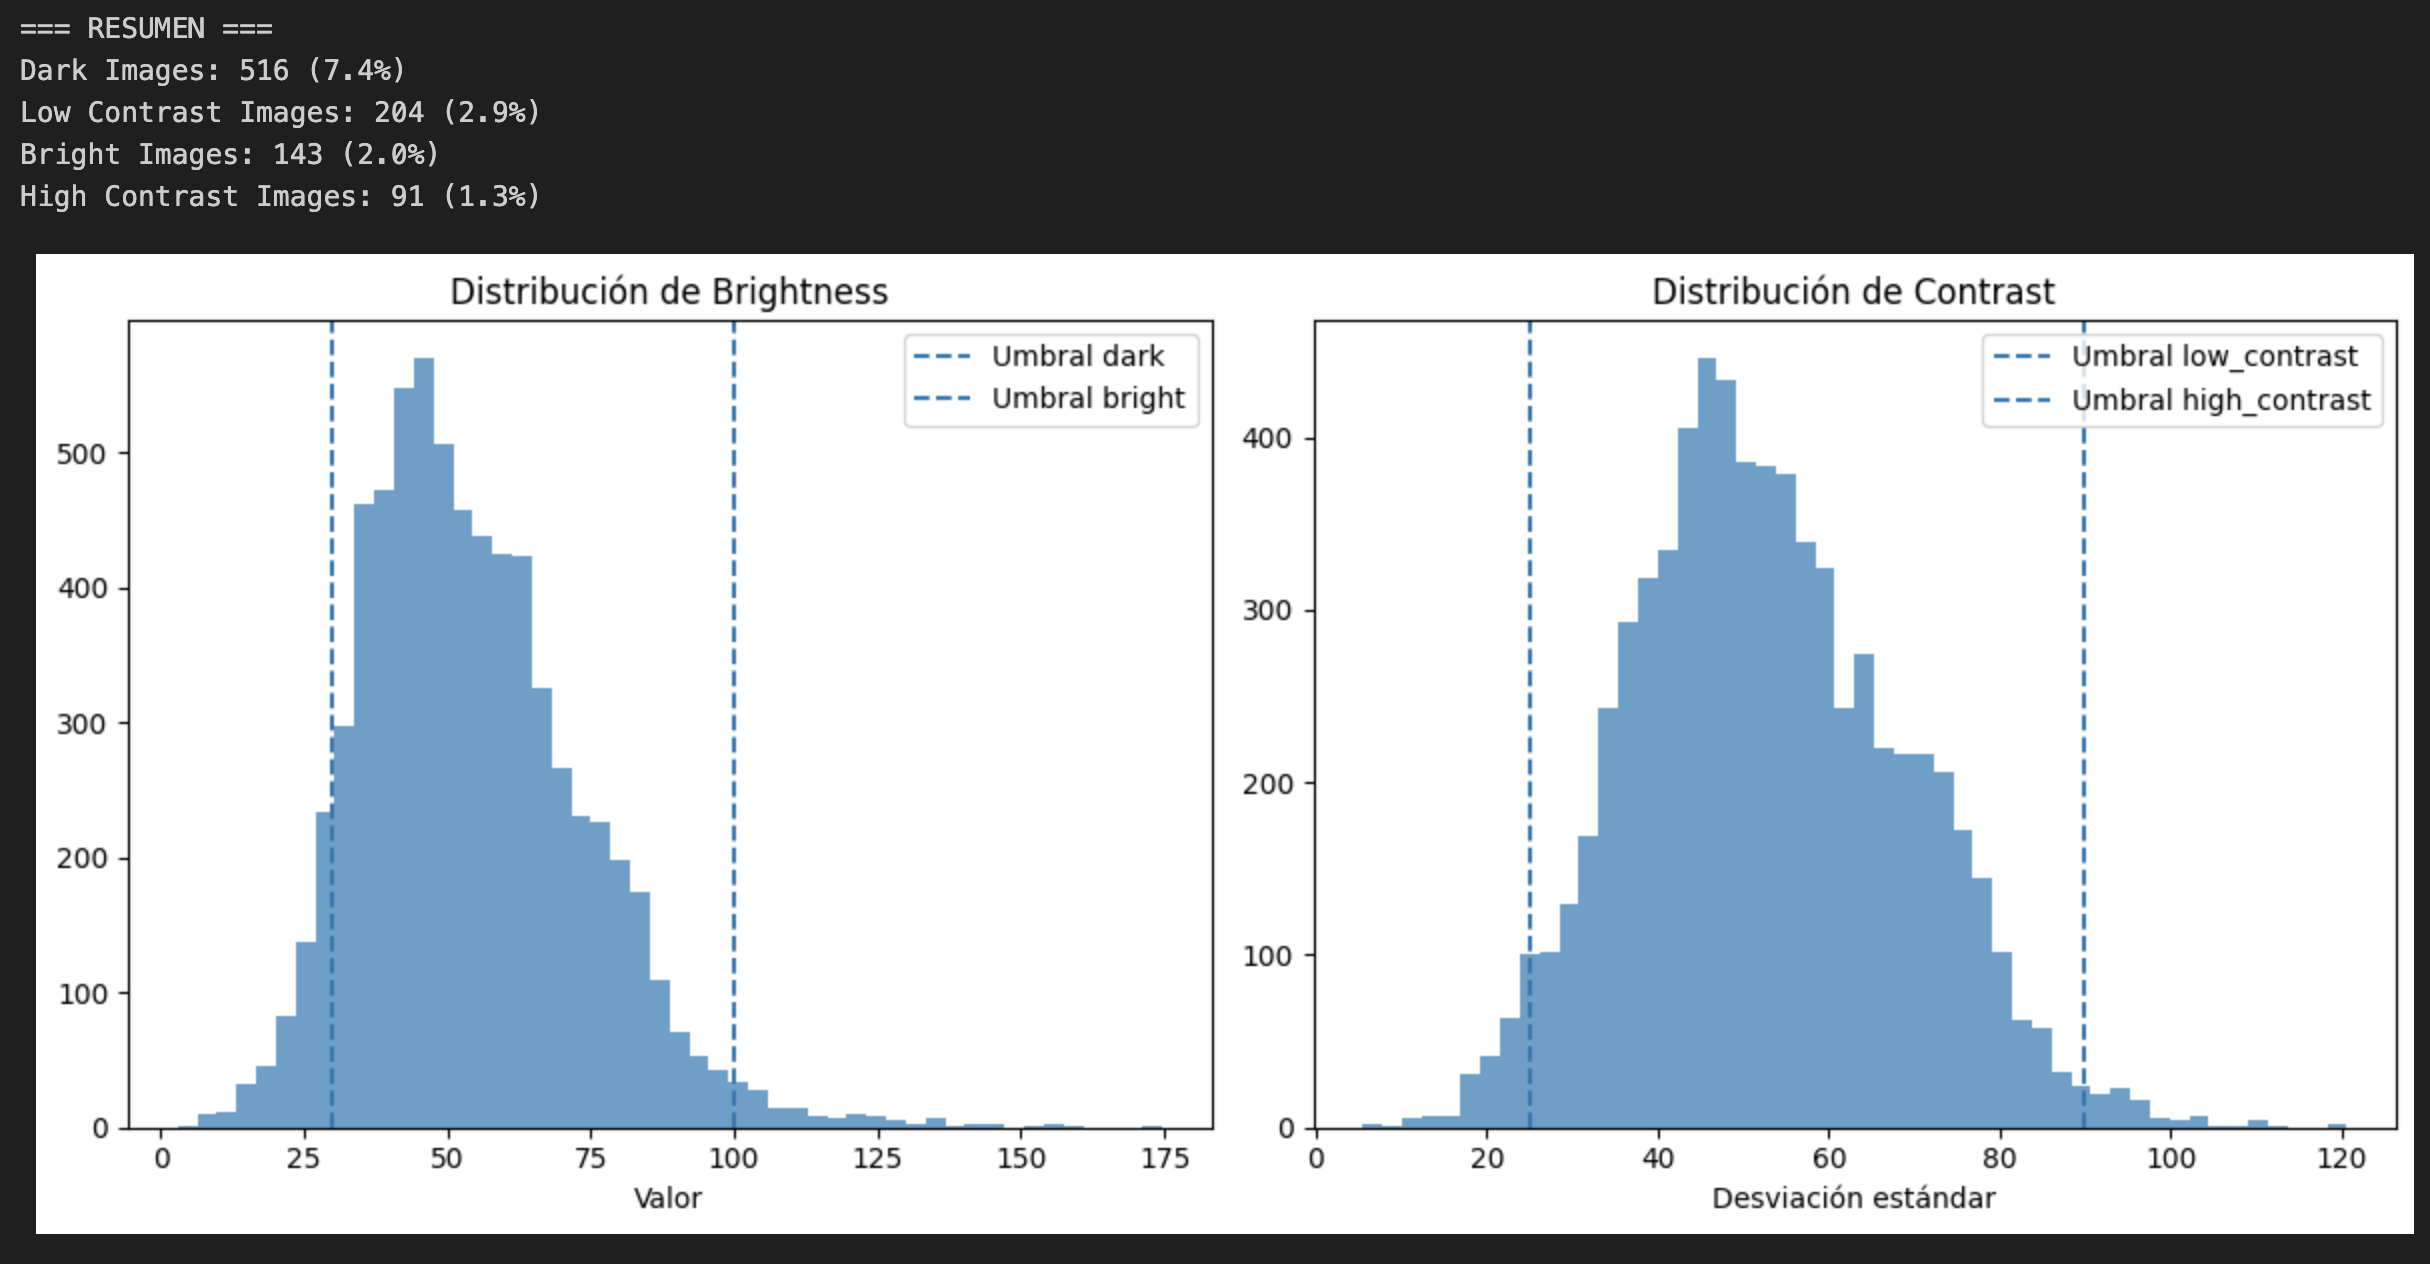 === RESUMEN ===
Dark Images: 516 (7.4%)
Low Contrast Images: 204 (2.9%)
Bright Images: 143 (2.0%)
High Contrast Images: 91 (1.3%)
Distribución de Brightness
Umbral dark
Umbral bright
500
400
300
200
100
0
0 25 50 75 100 125 150 175
Valor
Distribución de Contrast
Umbral low_contrast
Umbral high_contrast
400
300
200
100
0
0 20 40 60 80 100 120
Desviación estándar